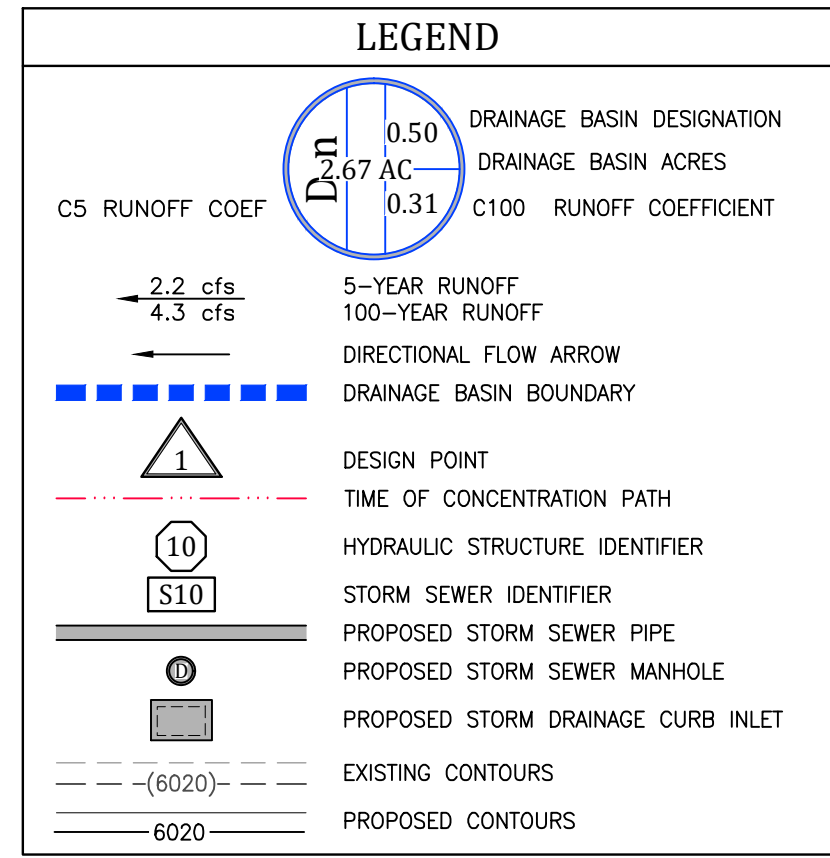 LEGEND
Dn
0.50
2.67 AC
0.31
DRAINAGE BASIN DESIGNATION
DRAINAGE BASIN ACRES
C5 RUNOFF COEF
C100 RUNOFF COEFFICIENT
2.2 cfs
4.3 cfs
5-YEAR RUNOFF
100-YEAR RUNOFF
DIRECTIONAL FLOW ARROW
DRAINAGE BASIN BOUNDARY
1
DESIGN POINT
TIME OF CONCENTRATION PATH
10
HYDRAULIC STRUCTURE IDENTIFIER
S10
STORM SEWER IDENTIFIER
PROPOSED STORM SEWER PIPE
D
PROPOSED STORM SEWER MANHOLE
PROPOSED STORM DRAINAGE CURB INLET
(6020)
EXISTING CONTOURS
6020
PROPOSED CONTOURS